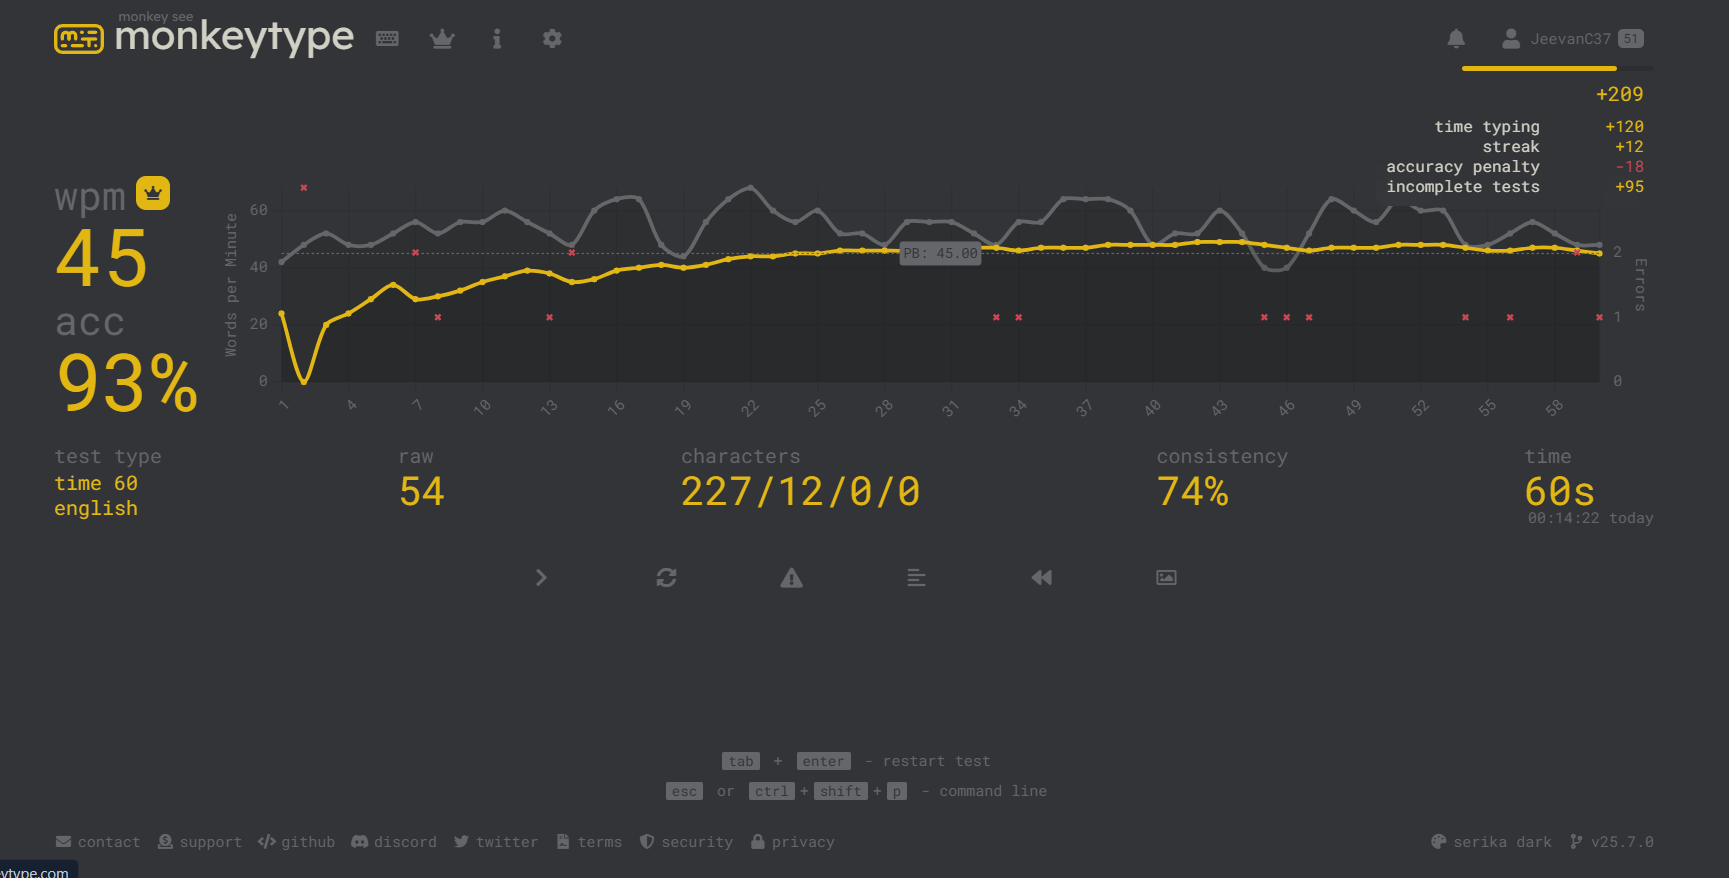 monkey see
monkeytype
JeevanC37 51
+209
time typing +120
streak +12
accuracy penalty -18
incomplete tests +95
wpm
45
acc
93%
Words per Minute
60
40
20
0
PB: 45.00
2
1
0
Errors
1 4 7 10 13 16 19 22 25 28 31 34 37 40 43 46 49 52 55 58
test type
time 60
english
raw
54
characters
227/12/0/0
consistency
74%
time
60s
00:14:22 today
tab + enter - restart test
esc or ctrl + shift + p - command line
contact support github discord twitter terms security privacy serika dark v25.7.0
ytype.com